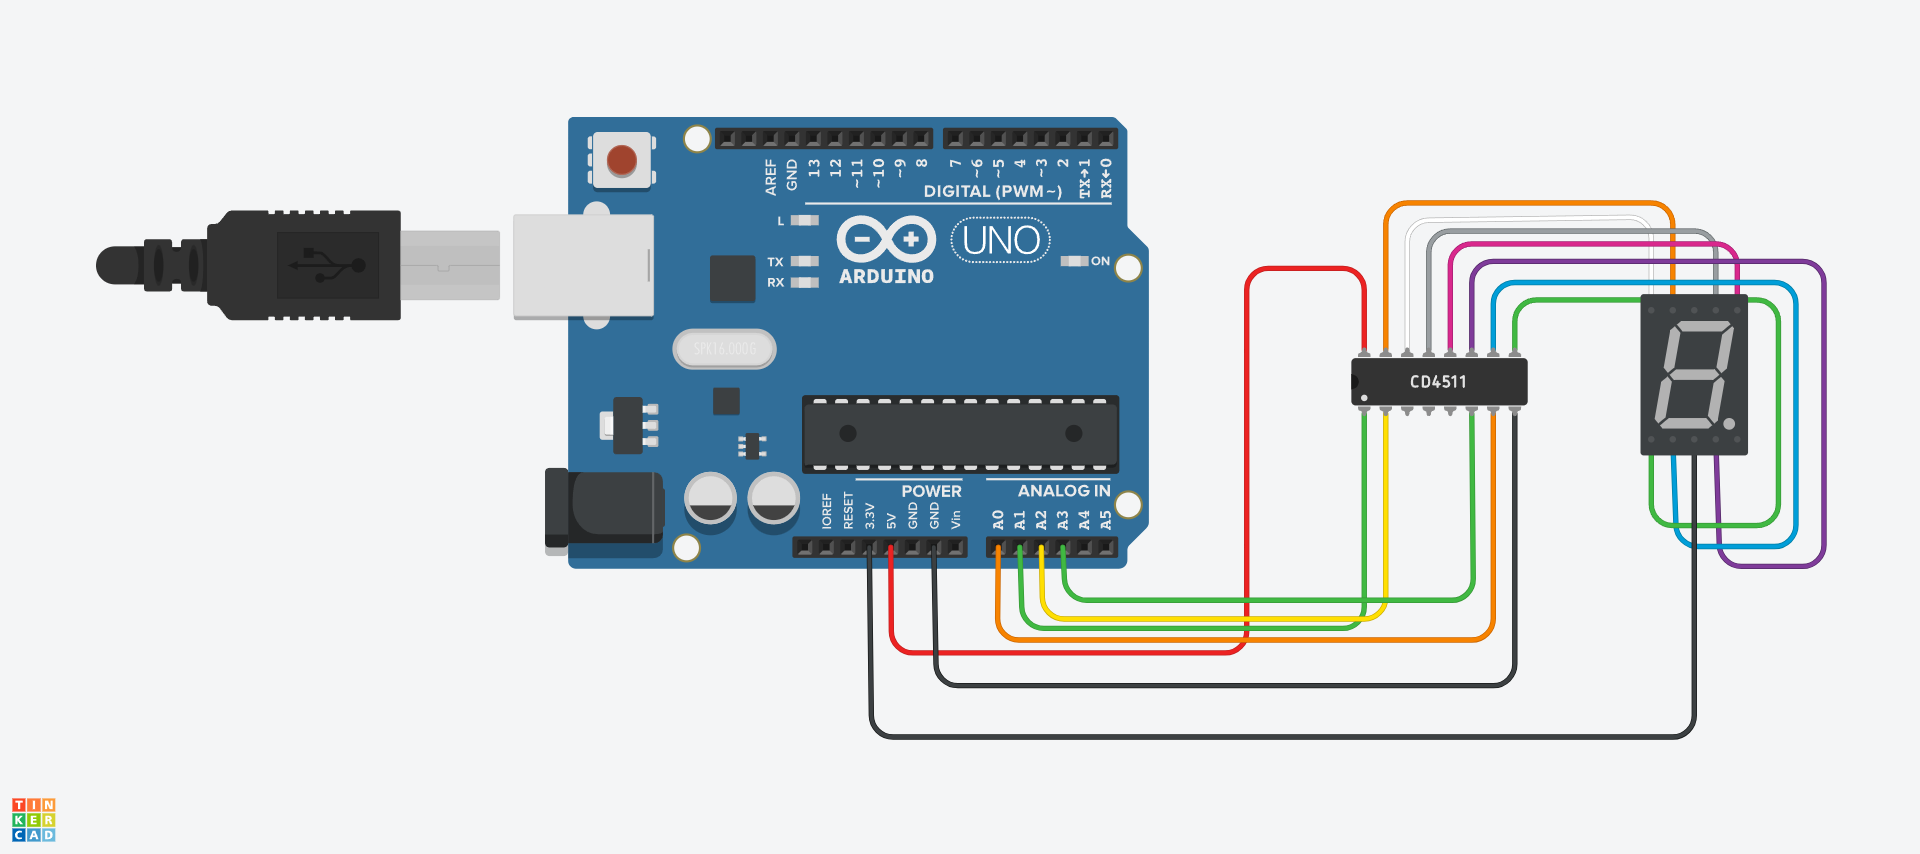 AREF
GND
13
12
~11
~10
~9
8
7
~6
~5
4
~3
2
TX→1
RX←0
DIGITAL (PWM~)
L
TX
RX
ARDUINO
UNO
ON
SPK16.000G
CD4511
POWER
ANALOG IN
IOREF
RESET
3.3V
5V
GND
GND
Vin
A0
A1
A2
A3
A4
A5
TIN
KER
CAD